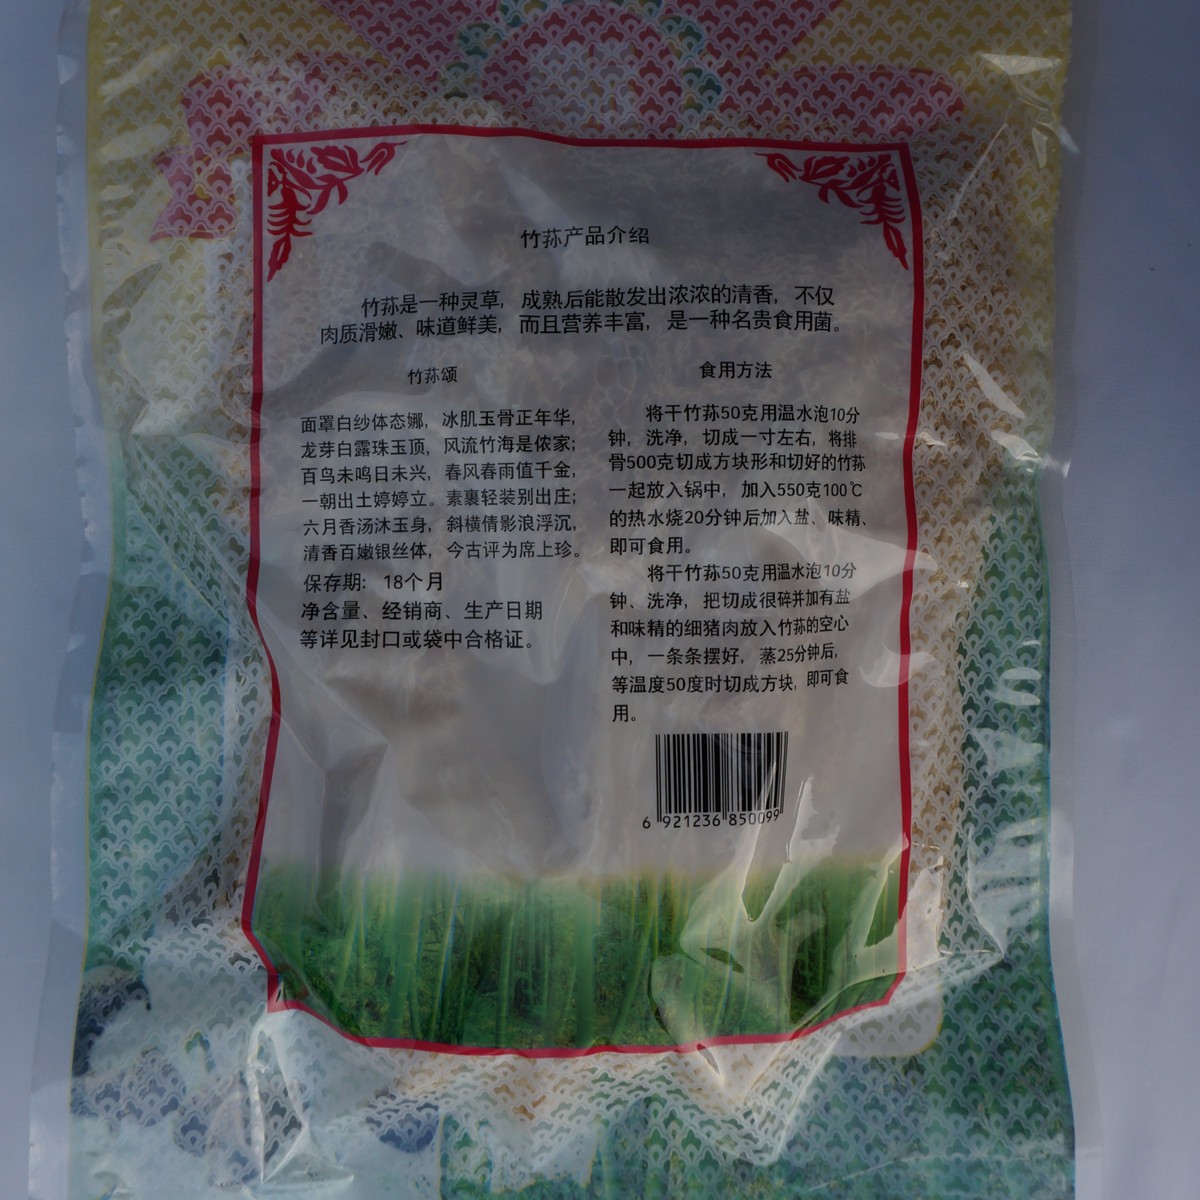 竹荪产品介绍
竹荪是一种灵草，成熟后能散发出浓浓的清香，不仅
肉质滑嫩、味道鲜美，而且营养丰富，是一种名贵食用菌。
竹荪颂
面罩白纱体态娜，冰肌玉骨正年华，
龙芽白露珠玉顶，风流竹海是侬家；
百鸟未鸣日未兴，春风春雨值千金，
一朝出土婷婷立。素裹轻装别出庄；
六月香汤沐玉身，斜横倩影浪浮沉，
清香百嫩银丝体，今古评为席上珍。
保存期：18个月
净含量、经销商、生产日期
等详见封口或袋中合格证。
食用方法
将干竹荪50克用温水泡10分
钟，洗净，切成一寸左右，将排
骨500克切成方块形和切好的竹荪
一起放入锅中，加入550克100℃
的热水烧20分钟后加入盐、味精、
即可食用。
将干竹荪50克用温水泡10分
钟、洗净，把切成很碎并加有盐
和味精的细猪肉放入竹荪的空心
中，一条条摆好，蒸25分钟后，
等温度50度时切成方块，即可食
用。
6 921236 850099